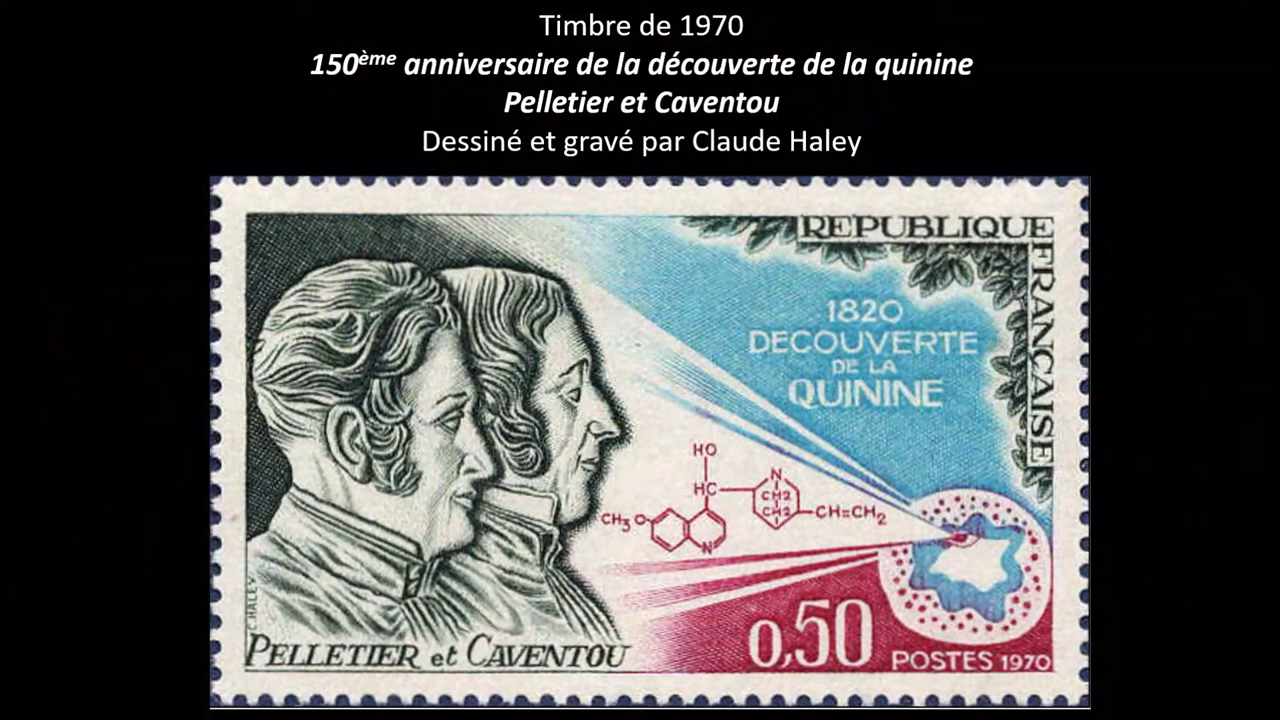 Timbre de 1970
150ème anniversaire de la découverte de la quinine
Pelletier et Caventou
Dessiné et gravé par Claude Haley
REPUBLIQUE
FRANÇAISE
1820
DECOUVERTE
DE LA
QUININE
HO
HC
N
CH2
CH2
CH=CH2
CH3O
N
C.HALEY
PELLETIER et CAVENTOU
0,50
POSTES 1970